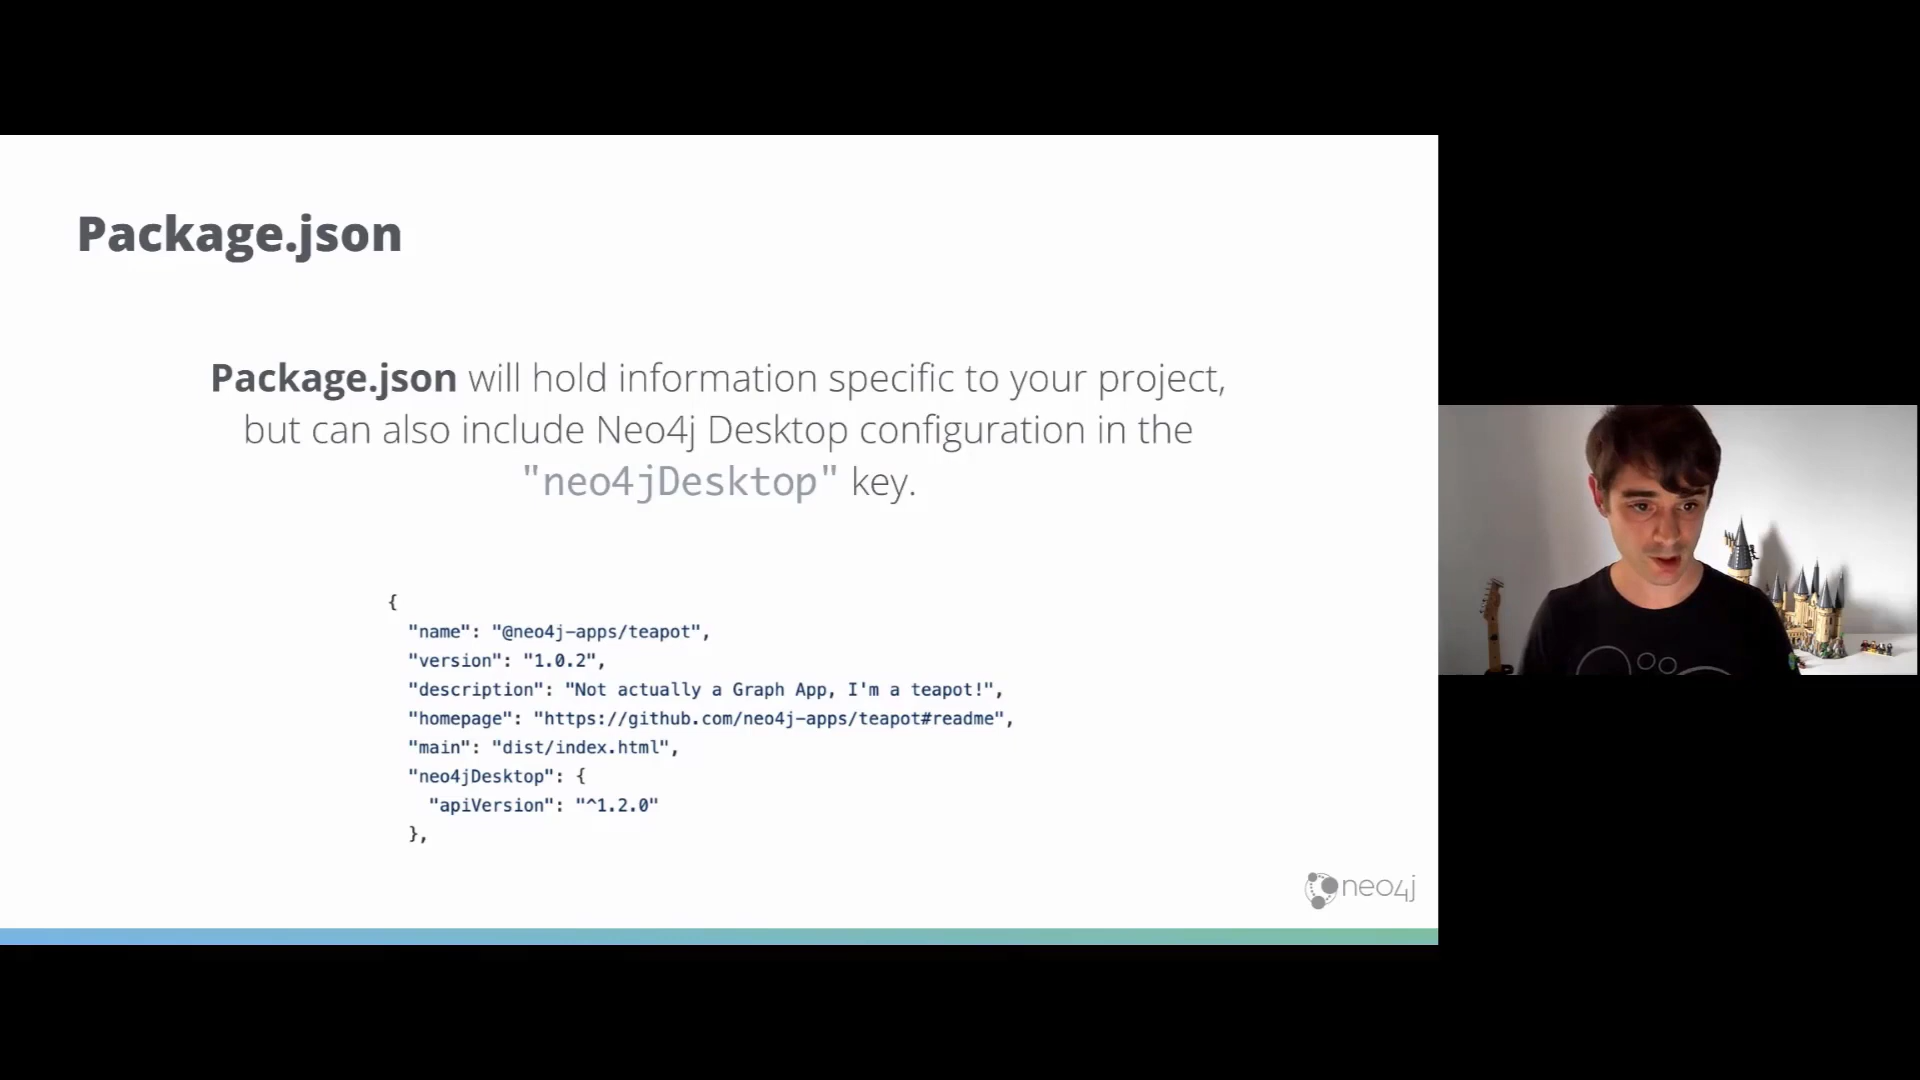 Package.json
Package.json will hold information specific to your project,
but can also include Neo4j Desktop configuration in the
"neo4jDesktop" key.
{
  "name": "@neo4j-apps/teapot",
  "version": "1.0.2",
  "description": "Not actually a Graph App, I'm a teapot!",
  "homepage": "https://github.com/neo4j-apps/teapot#readme",
  "main": "dist/index.html",
  "neo4jDesktop": {
    "apiVersion": "^1.2.0"
  },
neo4j